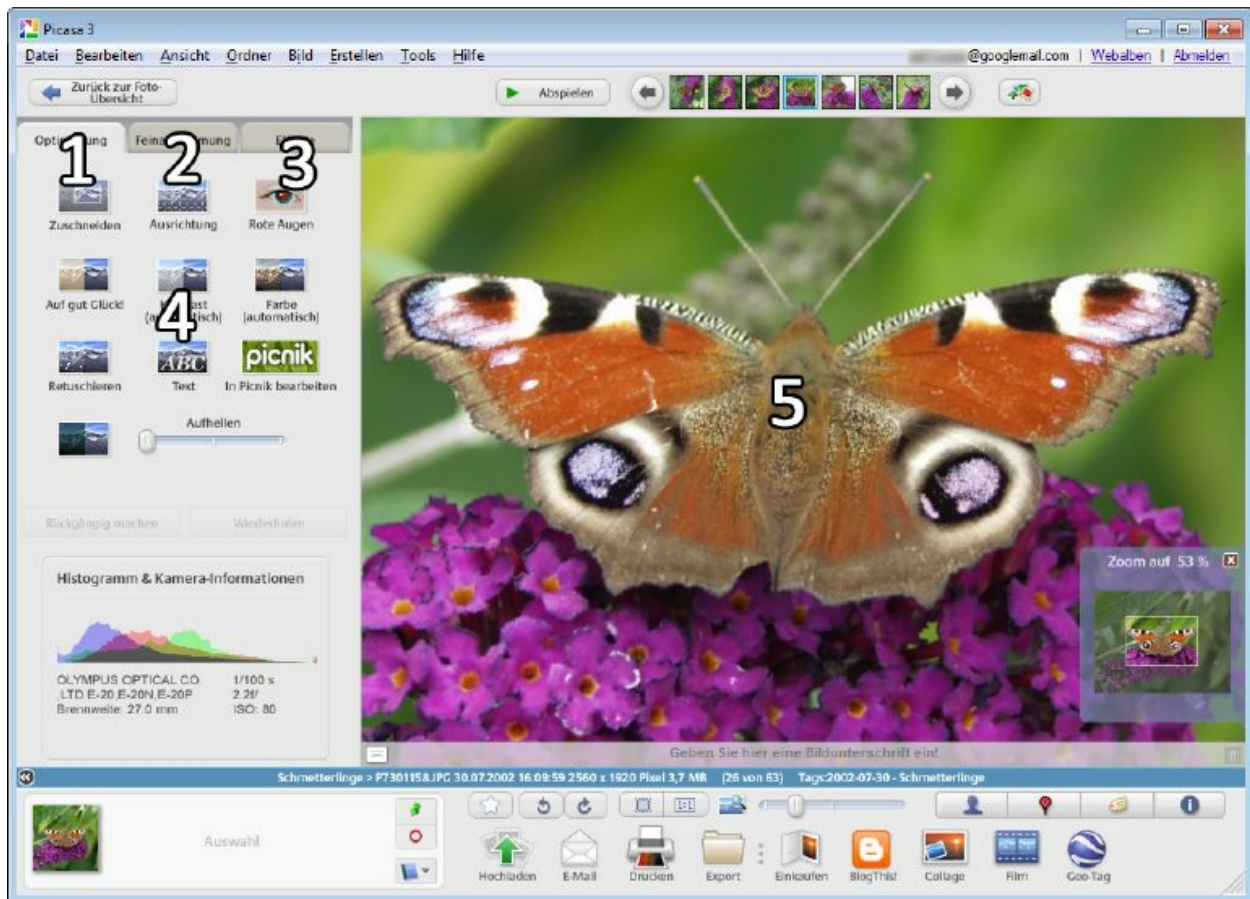 Picasa 3
Datei Bearbeiten Ansicht Ordner Bild Erstellen Tools Hilfe
@googlemail.com | Webalben | Abmelden
Zurück zur Foto-
Übersicht
Abspielen
1
2
3
Zuschneiden Ausrichtung Rote Augen
Auf gut Glück!
Farbe
(automatisch)
4
Retuschieren
ABC
Text
picnik
In Picnik bearbeiten
Aufhellen
Rückgängig machen Wiederholen
Histogramm & Kamera-Informationen
OLYMPUS OPTICAL CO. 1/100 s
,LTD E-20,E-20N,E-20P 2.2f/
Brennweite: 27.0 mm ISO: 80
5
Zoom auf 53 %
Geben Sie hier eine Bildunterschrift ein!
Schmetterlinge > P7301158.JPG 30.07.2002 16:09:59 2560 x 1920 Pixel 3,7 MB (26 von 63) Tags:2002-07-30 - Schmetterlinge
Auswahl
1:1
Hochladen E-Mail Drucken Export Einkaufen BlogThis! Collage Film Geo-Tag